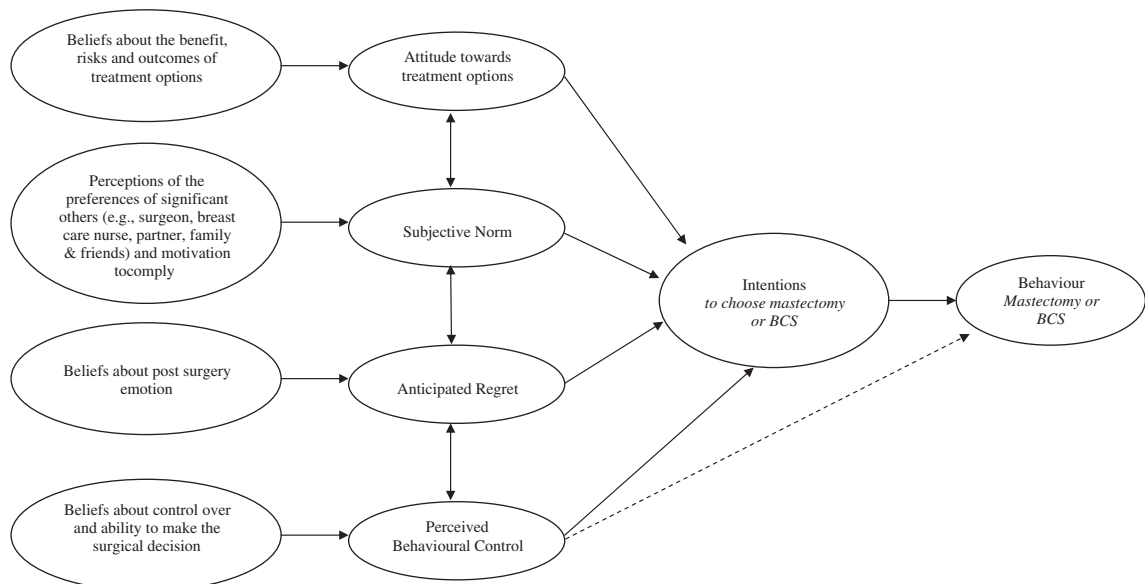 Beliefs about the benefit,
risks and outcomes of
treatment options
Attitude towards
treatment options
Perceptions of the
preferences of significant
others (e.g., surgeon, breast
care nurse, partner, family
& friends) and motivation
tocomply
Subjective Norm
Intentions
to choose mastectomy
or BCS
Behaviour
Mastectomy or
BCS
Beliefs about post surgery
emotion
Anticipated Regret
Beliefs about control over
and ability to make the
surgical decision
Perceived
Behavioural Control